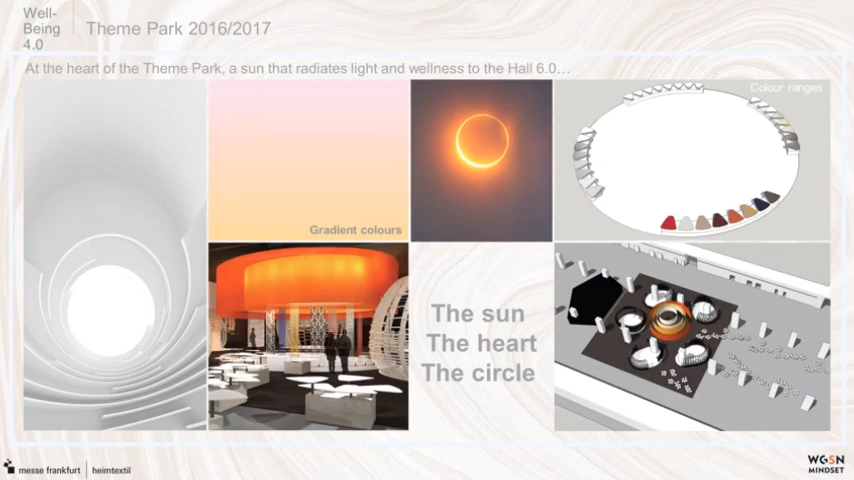 Well-
Being
4.0
Theme Park 2016/2017
At the heart of the Theme Park, a sun that radiates light and wellness to the Hall 6.0…
Colour ranges
Gradient colours
The sun
The heart
The circle
messe frankfurt
heimtextil
WGSN
MINDSET